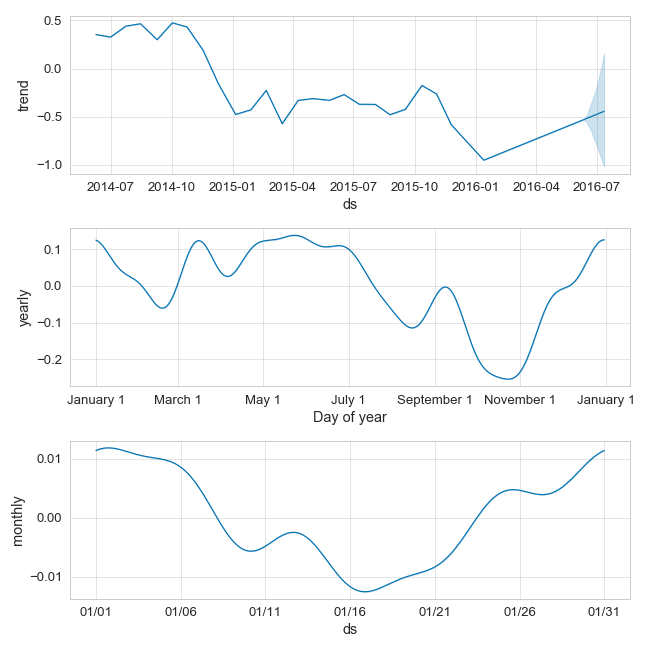 0.5
0.0
−0.5
−1.0
trend
2014-07 2014-10 2015-01 2015-04 2015-07 2015-10 2016-01 2016-04 2016-07
ds
0.1
0.0
−0.1
−0.2
yearly
January 1 March 1 May 1 July 1 September 1 November 1 January 1
Day of year
0.01
0.00
−0.01
monthly
01/01 01/06 01/11 01/16 01/21 01/26 01/31
ds